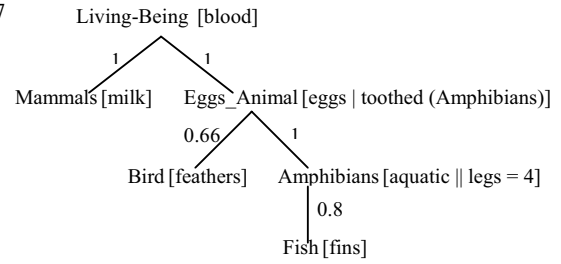 7
Living-Being [blood]
1 1
Mammals [milk] Eggs_Animal [eggs | toothed (Amphibians)]
0.66 1
Bird [feathers] Amphibians [aquatic || legs = 4]
0.8
Fish [fins]